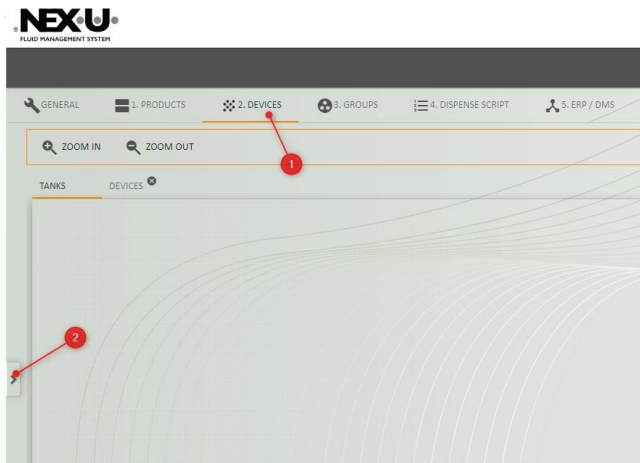 ® NEX·U·
FLUID MANAGEMENT SYSTEM
GENERAL 1. PRODUCTS 2. DEVICES 3. GROUPS 4. DISPENSE SCRIPT 5. ERP / DMS
ZOOM IN ZOOM OUT
1
TANKS DEVICES
2